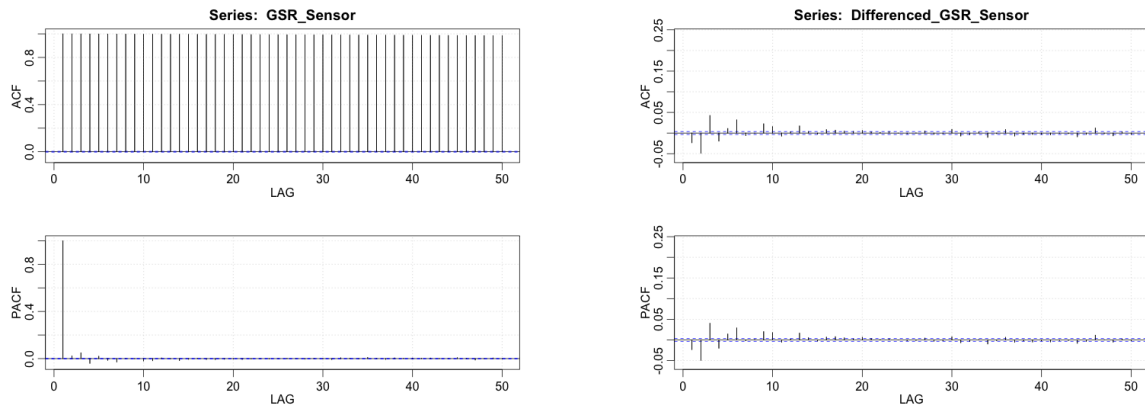 Series: GSR_Sensor
ACF
0.0 0.4 0.8
0 10 20 30 40 50
LAG
PACF
0.0 0.4 0.8
0 10 20 30 40 50
LAG
Series: Differenced_GSR_Sensor
ACF
-0.05 0.05 0.15 0.25
0 10 20 30 40 50
LAG
PACF
-0.05 0.05 0.15 0.25
0 10 20 30 40 50
LAG